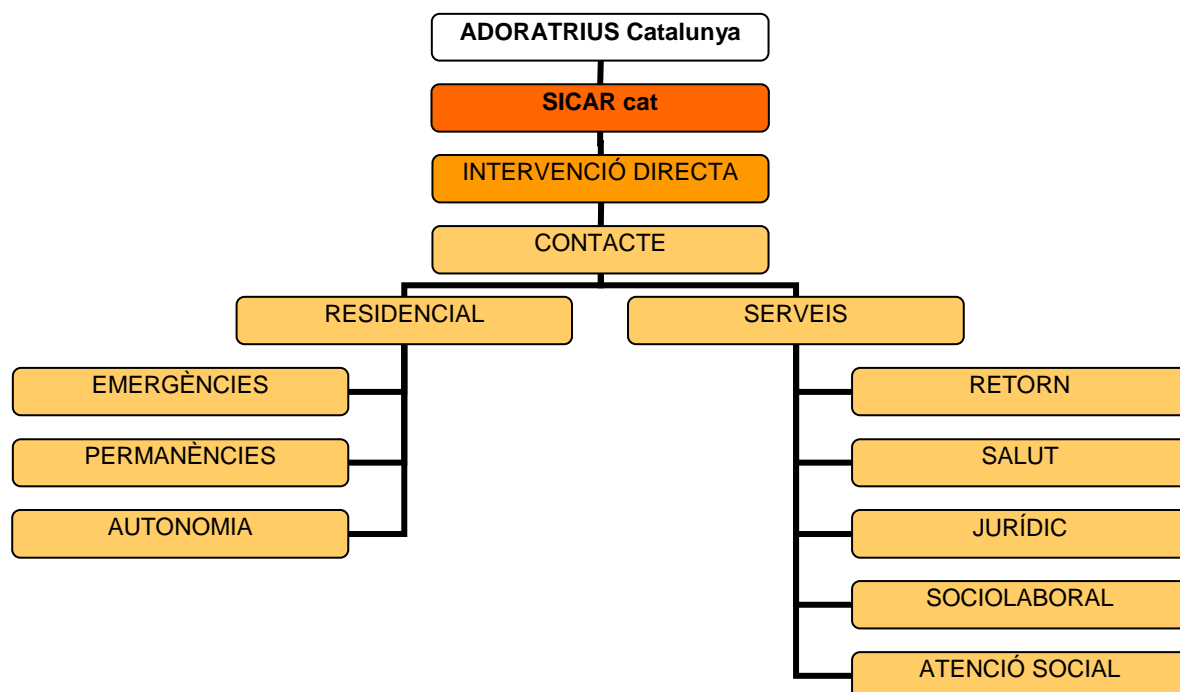 ADORATRIUS Catalunya
SICAR cat
INTERVENCIÓ DIRECTA
CONTACTE
RESIDENCIAL
SERVEIS
EMERGÈNCIES
PERMANÈNCIES
AUTONOMIA
RETORN
SALUT
JURÍDIC
SOCIOLABORAL
ATENCIÓ SOCIAL